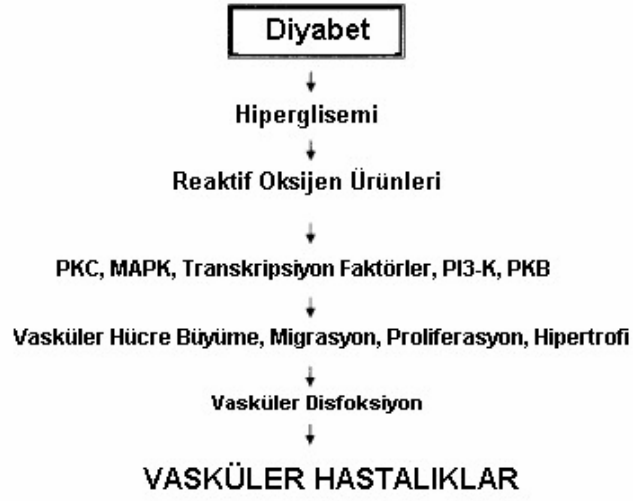 Diyabet
Hiperglisemi
Reaktif Oksijen Ürünleri
PKC, MAPK, Transkripsiyon Faktörler, PI3-K, PKB
Vasküler Hücre Büyüme, Migrasyon, Proliferasyon, Hipertrofi
Vasküler Disfoksiyon
VASKÜLER HASTALIKLAR